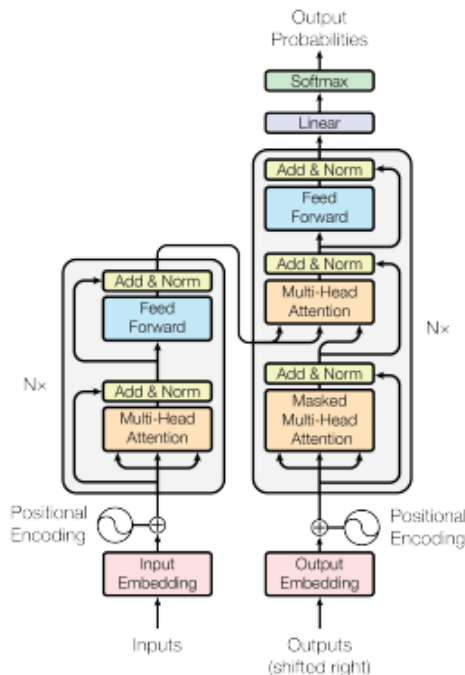 Output
Probabilities
Softmax
Linear
Add & Norm
Feed
Forward
Add & Norm
Multi-Head
Attention
N×
Add & Norm
Masked
Multi-Head
Attention
Add & Norm
Feed
Forward
N×
Add & Norm
Multi-Head
Attention
Positional
Encoding
Positional
Encoding
Input
Embedding
Output
Embedding
Inputs
Outputs
(shifted right)